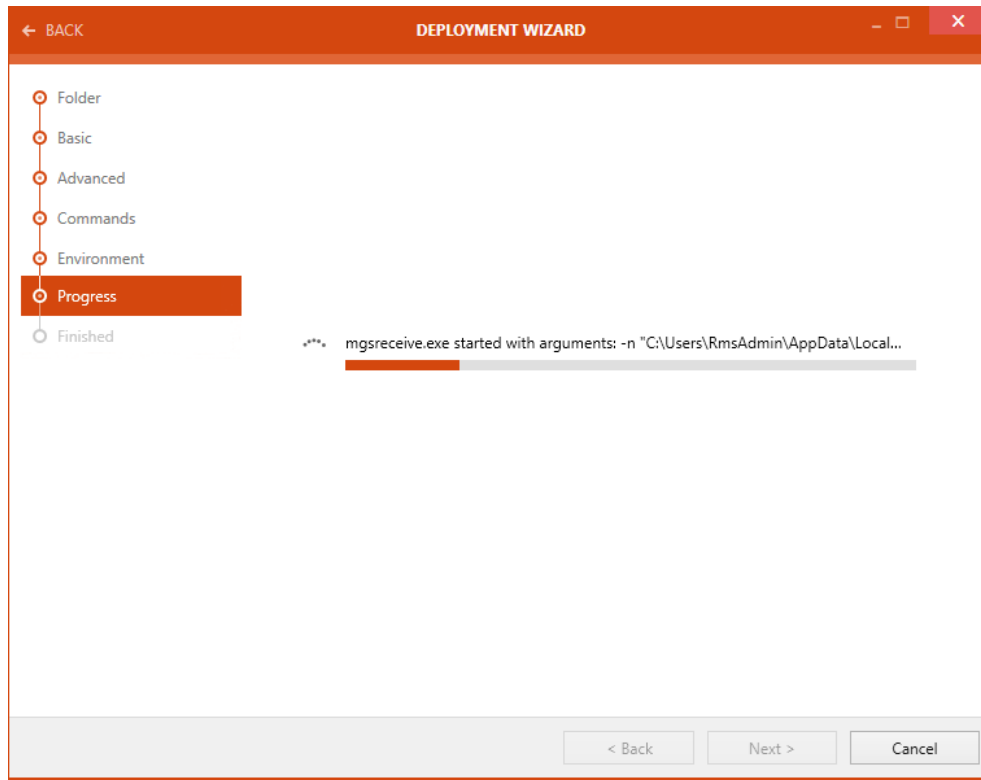 ← BACK
DEPLOYMENT WIZARD
Folder
Basic
Advanced
Commands
Environment
Progress
Finished
mgsreceive.exe started with arguments: -n "C:\Users\RmsAdmin\AppData\Local...
< Back
Next >
Cancel